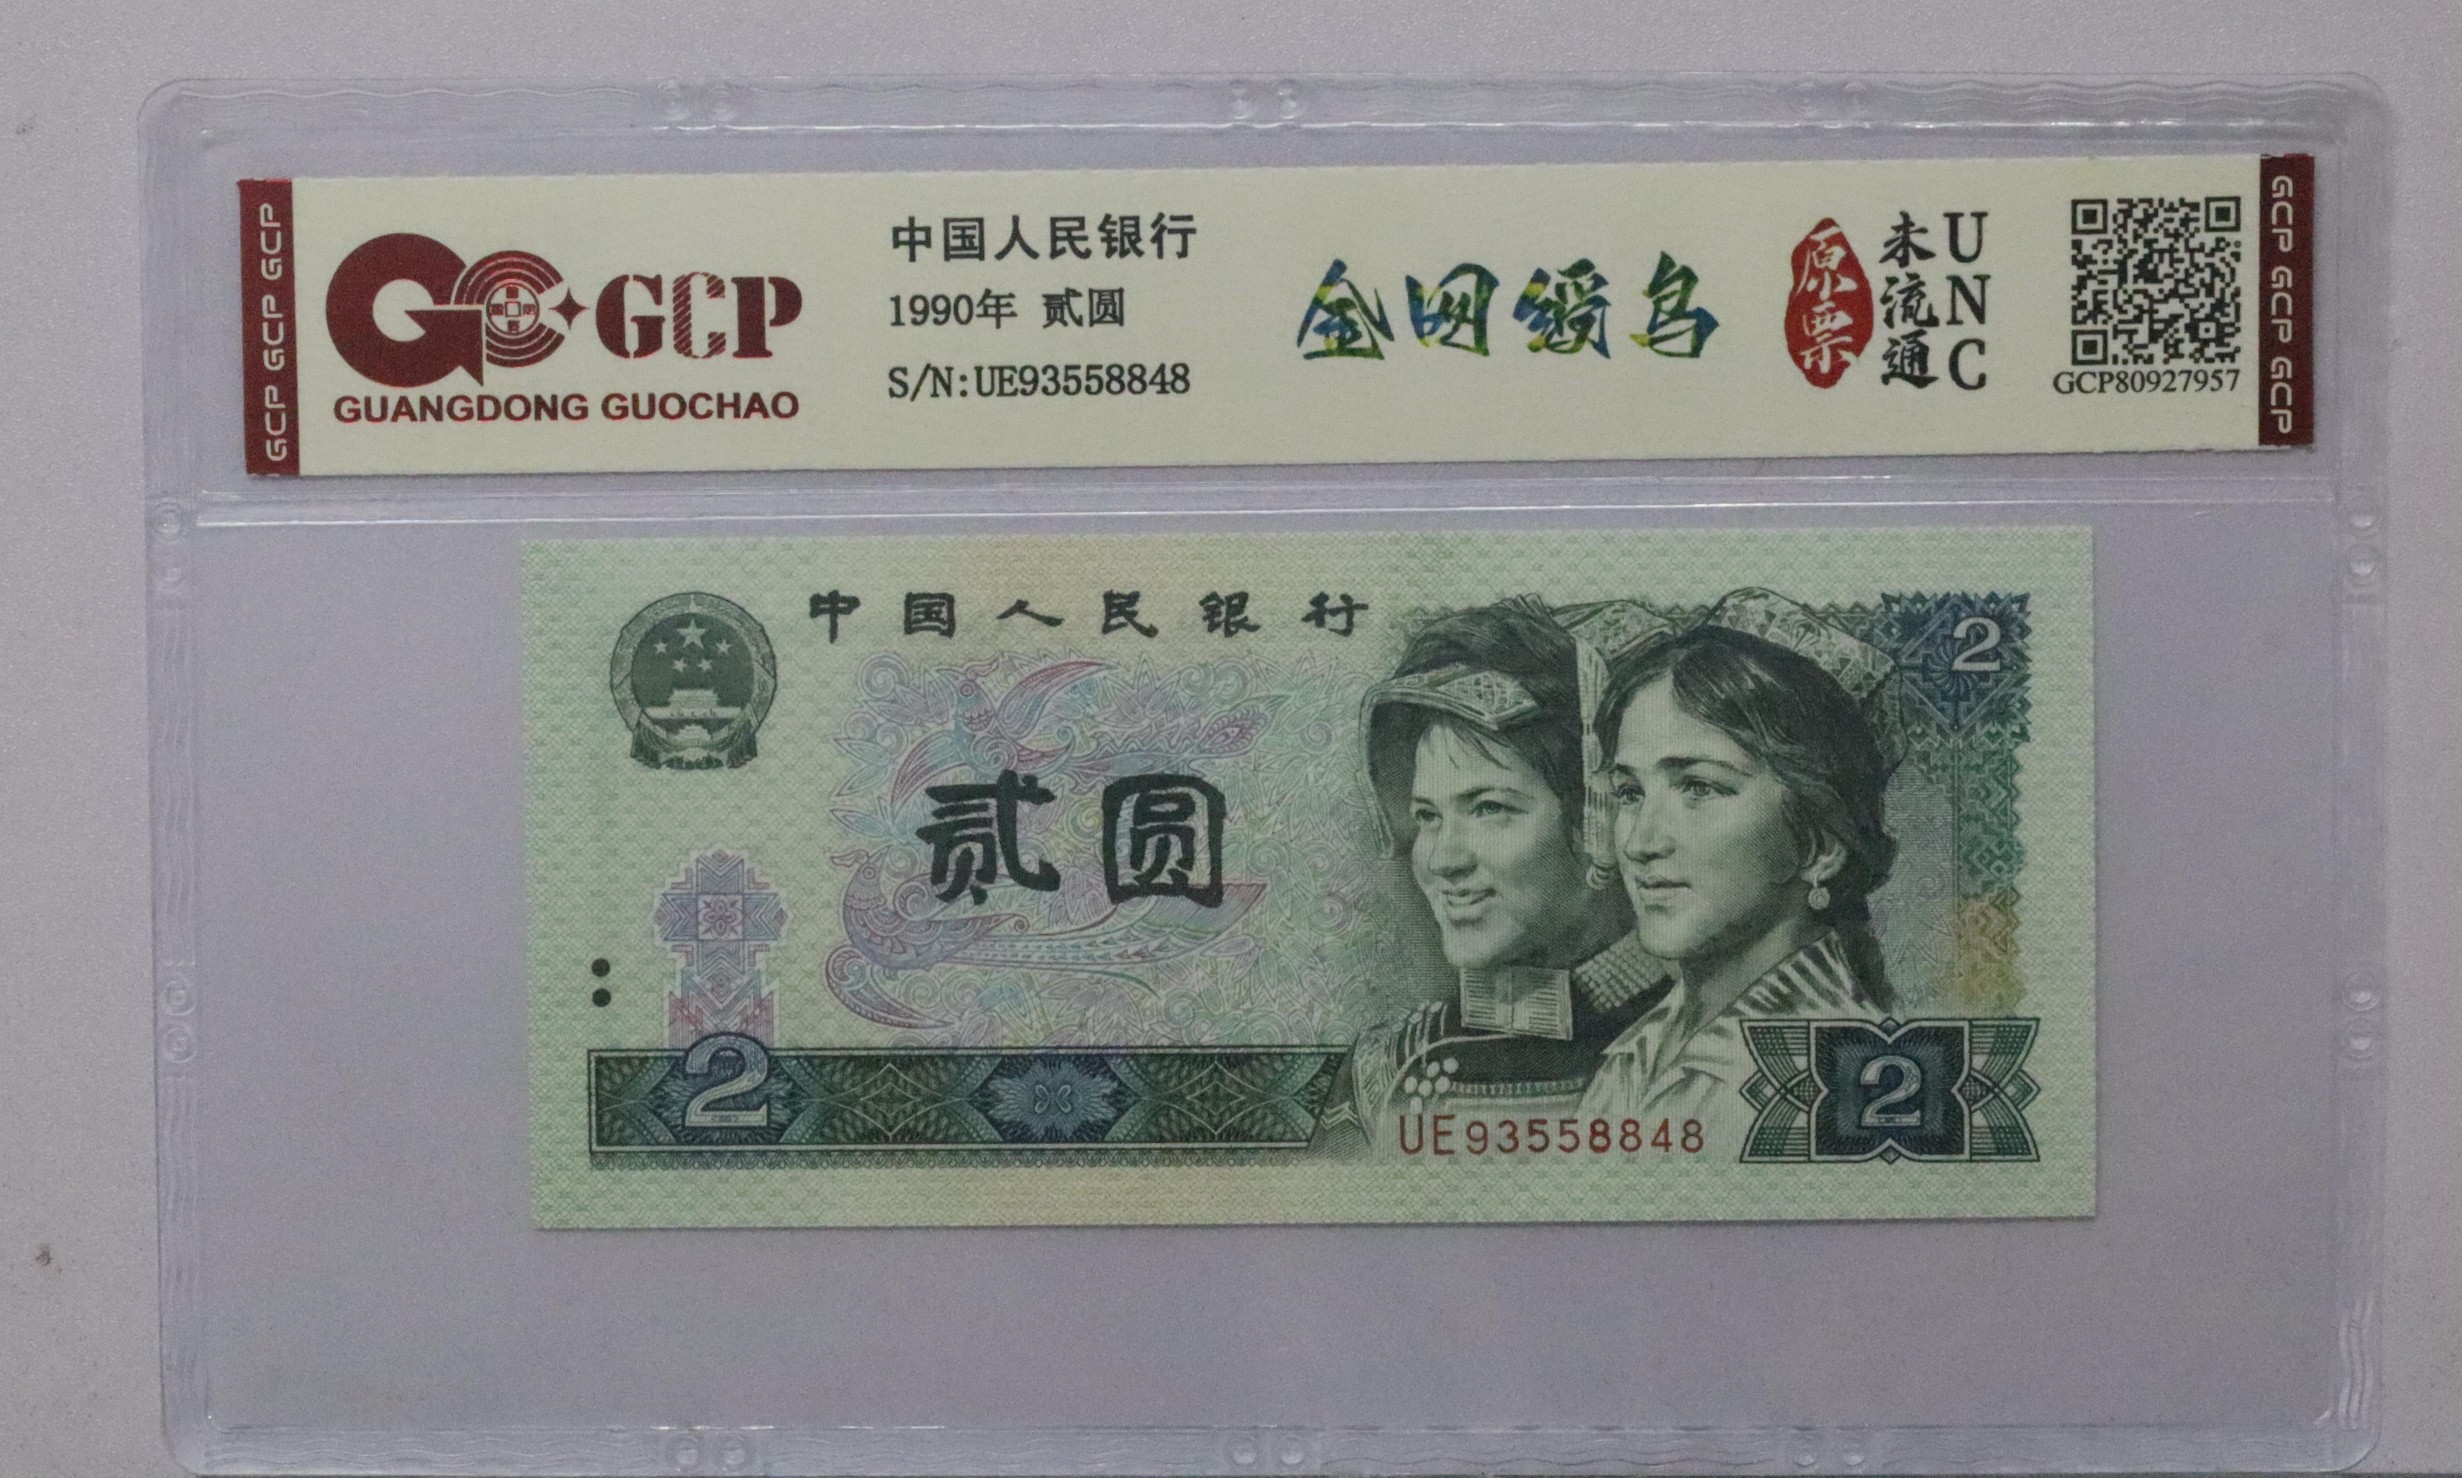 GCP GCP GCP
GCP
GUANGDONG GUOCHAO
中国人民银行
1990年 贰圆
S/N:UE93558848
金网绶鸟
原票
未流通
UNC
GCP80927957
GCP GCP GCP
中国人民银行
2
贰圆
2
UE93558848
2